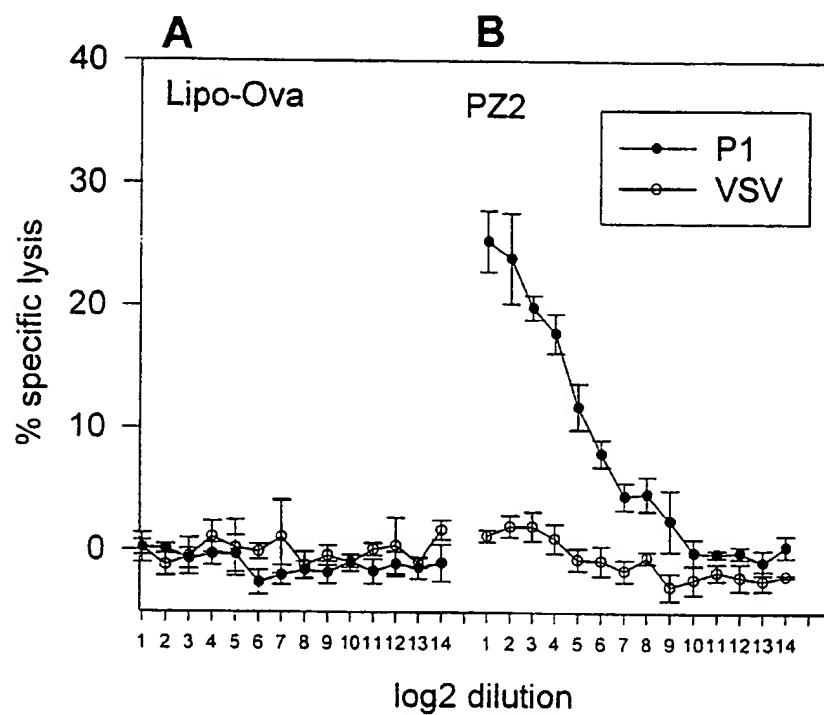 A B
40
Lipo-Ova
PZ2
P1
VSV
30
20
10
0
% specific lysis
1 2 3 4 5 6 7 8 9 10 11 12 13 14 1 2 3 4 5 6 7 8 9 10 11 12 13 14
log2 dilution